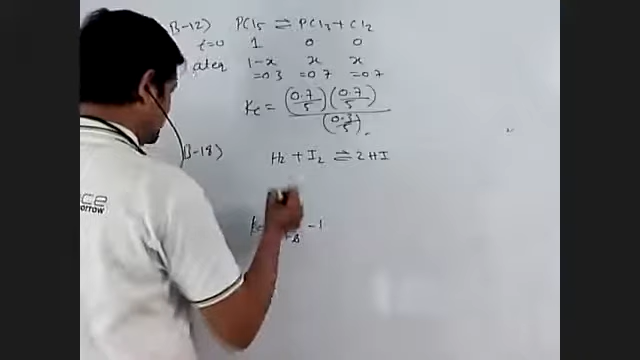 B-12) PCl5 ⇌ PCl3 + Cl2
t=0 1 0 0
ater 1-x x x
=0.3 =0.7 =0.7
Kc = (0.7/5)(0.7/5) / (0.3/5)
B-18) H2 + I2 ⇌ 2HI
- 1